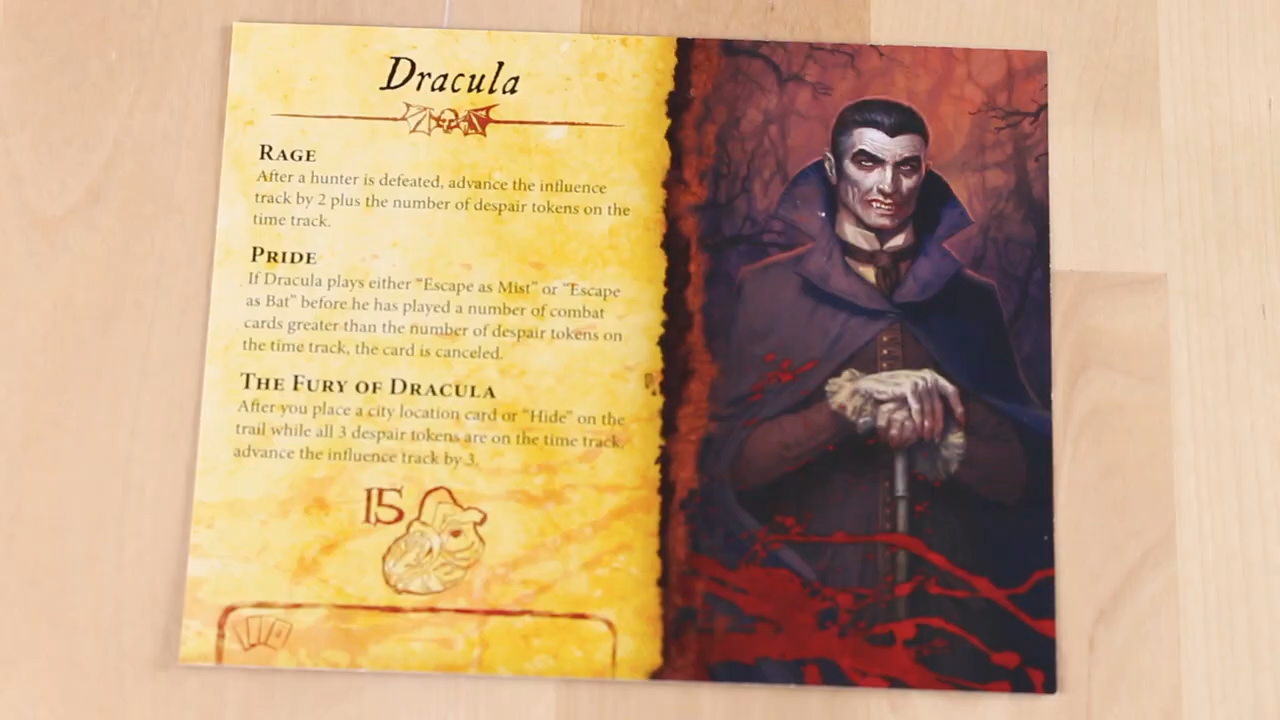 Dracula
RAGE
After a hunter is defeated, advance the influence
track by 2 plus the number of despair tokens on the
time track.
PRIDE
If Dracula plays either “Escape as Mist” or “Escape
as Bat” before he has played a number of combat
cards greater than the number of despair tokens on
the time track, the card is canceled.
THE FURY OF DRACULA
After you place a city location card or “Hide” on the
trail while all 3 despair tokens are on the time track,
advance the influence track by 3.
15